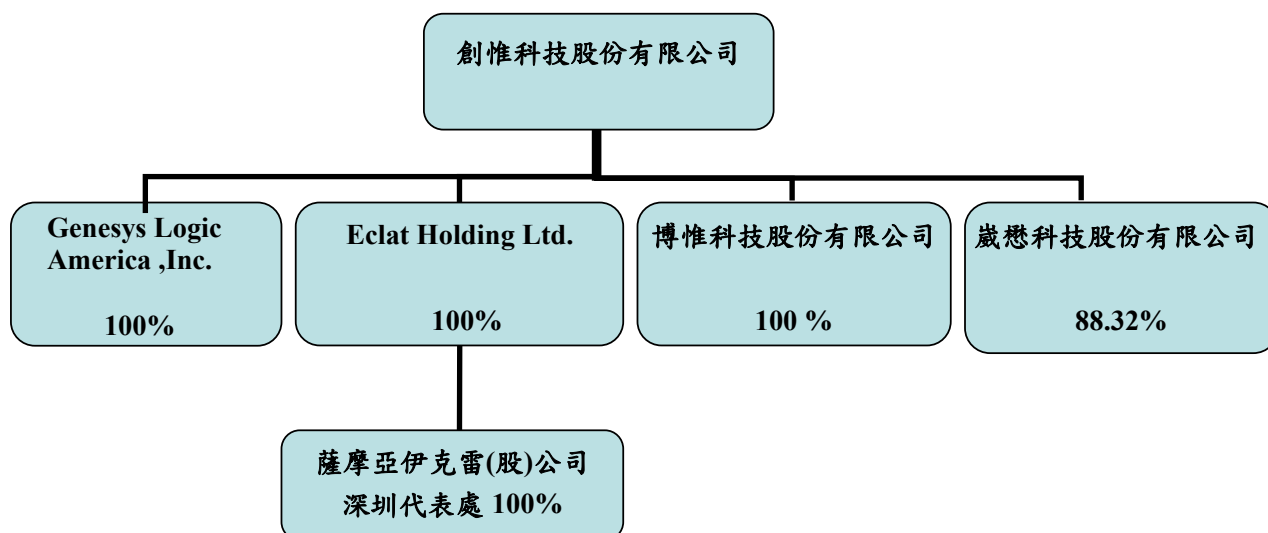 創惟科技股份有限公司
Genesys Logic
America ,Inc.
100%
Eclat Holding Ltd.
100%
博惟科技股份有限公司
100 %
崴懋科技股份有限公司
88.32%
薩摩亞伊克雷(股)公司
深圳代表處 100%